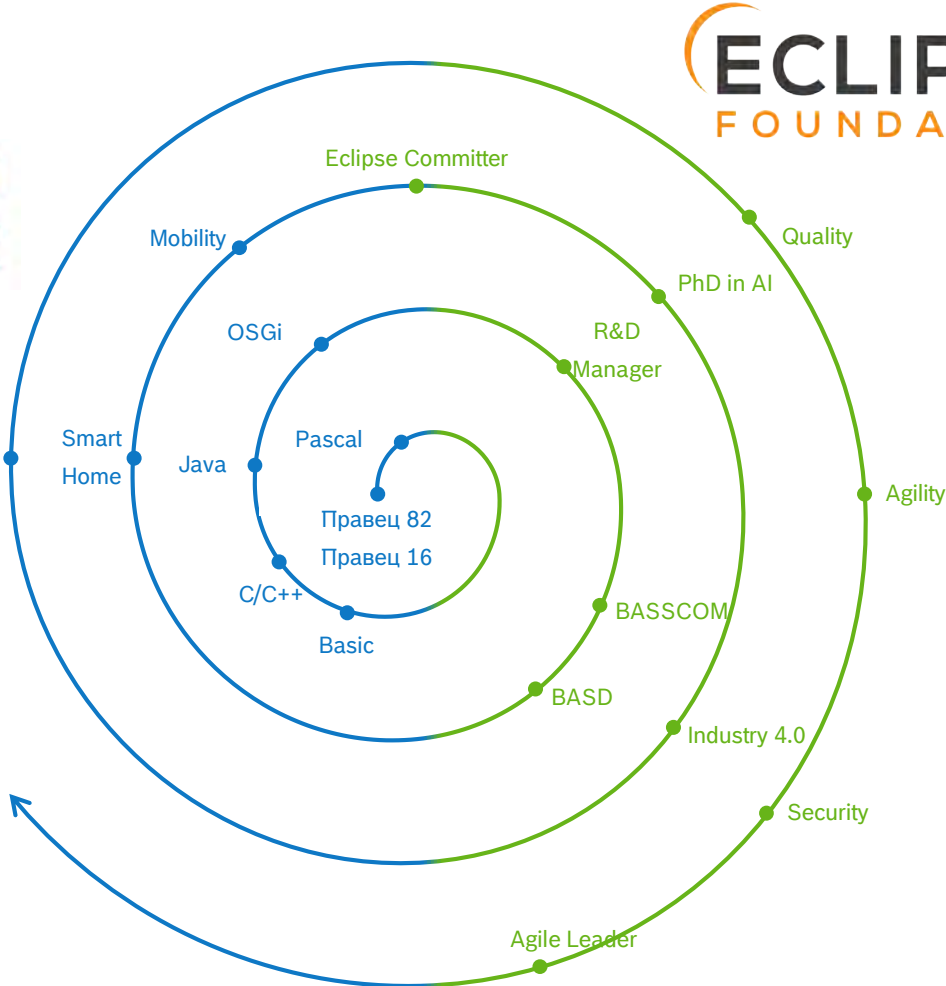 ECLIP
FOUNDA
Eclipse Committer
Mobility
Quality
PhD in AI
OSGi
R&D
Manager
Smart
Home
Java
Pascal
Agility
Правец 82
Правец 16
C/C++
Basic
BASSCOM
BASD
Industry 4.0
Security
Agile Leader